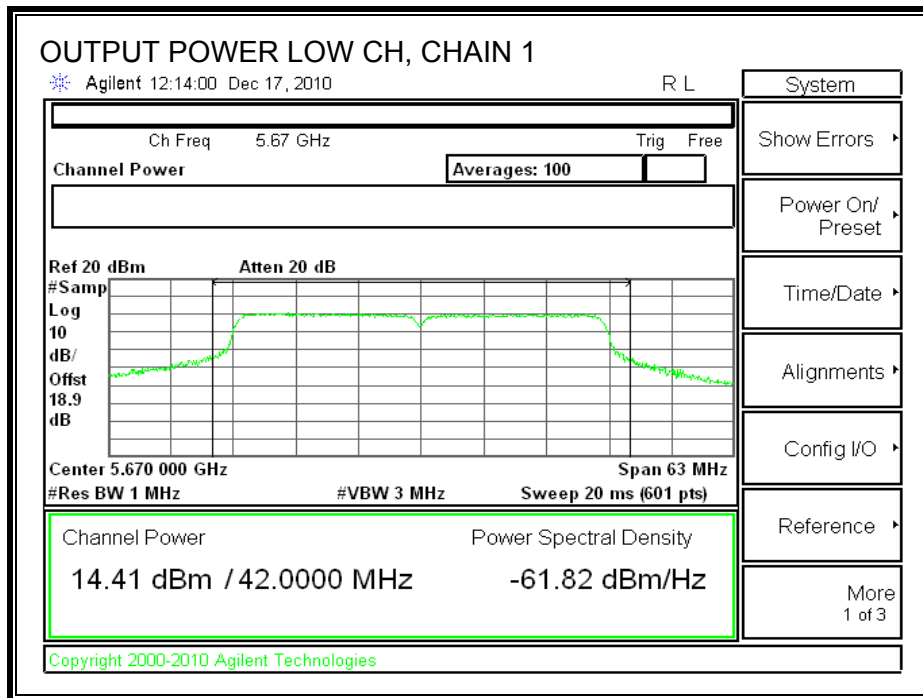 OUTPUT POWER LOW CH, CHAIN 1
Agilent 12:14:00 Dec 17, 2010 R L
Ch Freq 5.67 GHz Trig Free
Channel Power Averages: 100
Ref 20 dBm Atten 20 dB
#Samp
Log
10
dB/
Offst
18.9
dB
Center 5.670 000 GHz Span 63 MHz
#Res BW 1 MHz #VBW 3 MHz Sweep 20 ms (601 pts)
Channel Power Power Spectral Density
14.41 dBm / 42.0000 MHz -61.82 dBm/Hz
Copyright 2000-2010 Agilent Technologies
System
Show Errors
Power On/
Preset
Time/Date
Alignments
Config I/O
Reference
More
1 of 3